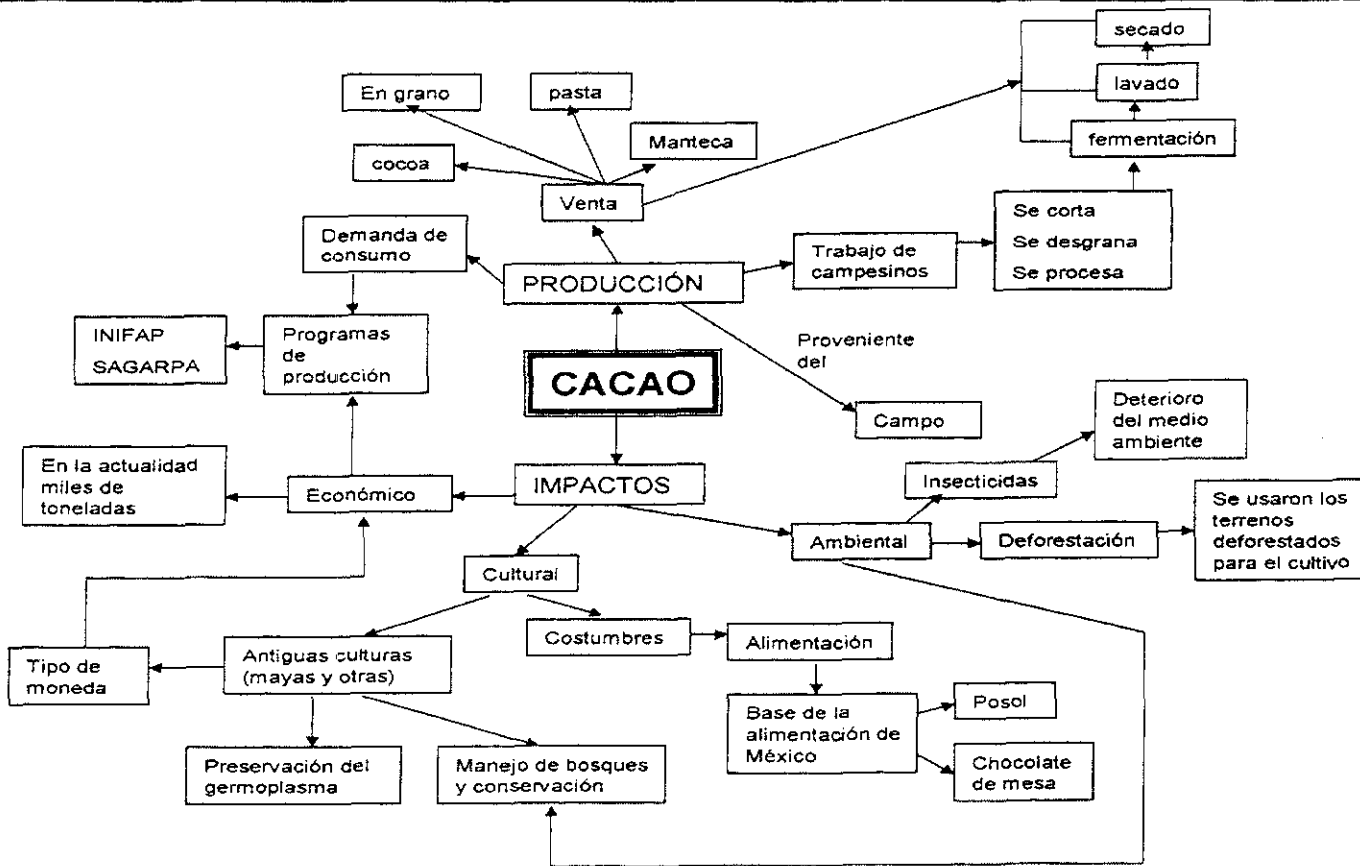 secado
En grano
pasta
lavado
Manteca
fermentación
cocoa
Venta
Demanda de
consumo
Trabajo de
campesinos
Se corta
Se desgrana
Se procesa
PRODUCCIÓN
INIFAP
SAGARPA
Programas
de
producción
Proveniente
del
CACAO
Campo
Deterioro
del medio
ambiente
En la actualidad
miles de
toneladas
Económico
IMPACTOS
Insecticidas
Ambiental
Deforestación
Se usaron los
terrenos
deforestados
para el cultivo
Cultural
Costumbres
Alimentación
Tipo de
moneda
Antiguas culturas
(mayas y otras)
Base de la
alimentación de
México
Posol
Chocolate
de mesa
Preservación del
germoplasma
Manejo de bosques
y conservación